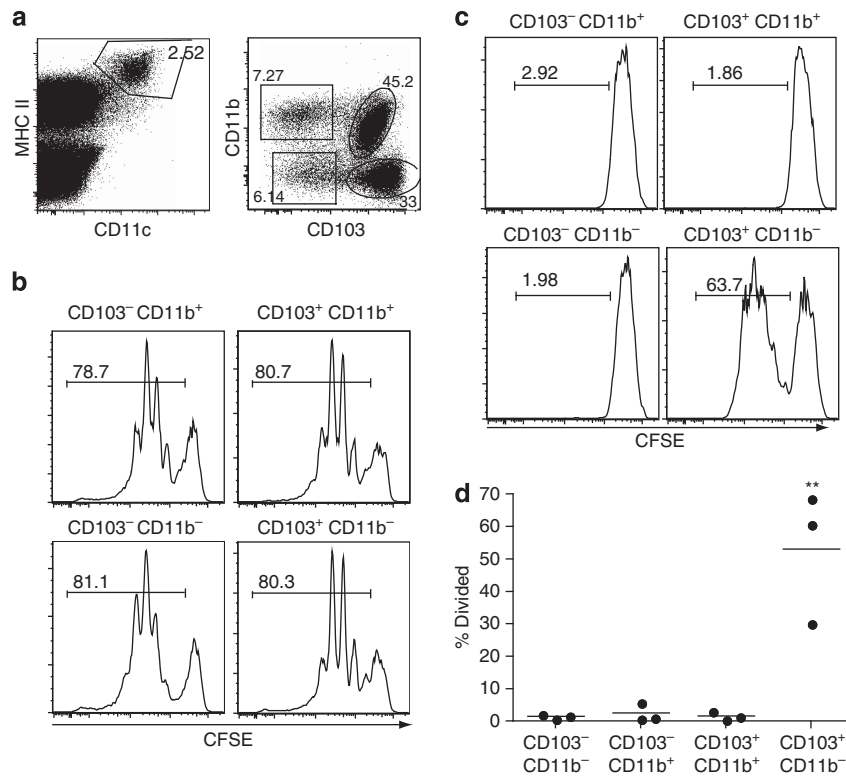 a
MHC II
2.52
CD11c
CD11b
7.27
45.2
6.14
33
CD103
b
CD103⁻ CD11b⁺
CD103⁺ CD11b⁺
78.7
80.7
CD103⁻ CD11b⁻
CD103⁺ CD11b⁻
81.1
80.3
CFSE
c
CD103⁻ CD11b⁺
CD103⁺ CD11b⁺
2.92
1.86
CD103⁻ CD11b⁻
CD103⁺ CD11b⁻
1.98
63.7
CFSE
d
% Divided
70
60
50
40
30
20
10
0
**
CD103⁻
CD11b⁻
CD103⁻
CD11b⁺
CD103⁺
CD11b⁺
CD103⁺
CD11b⁻